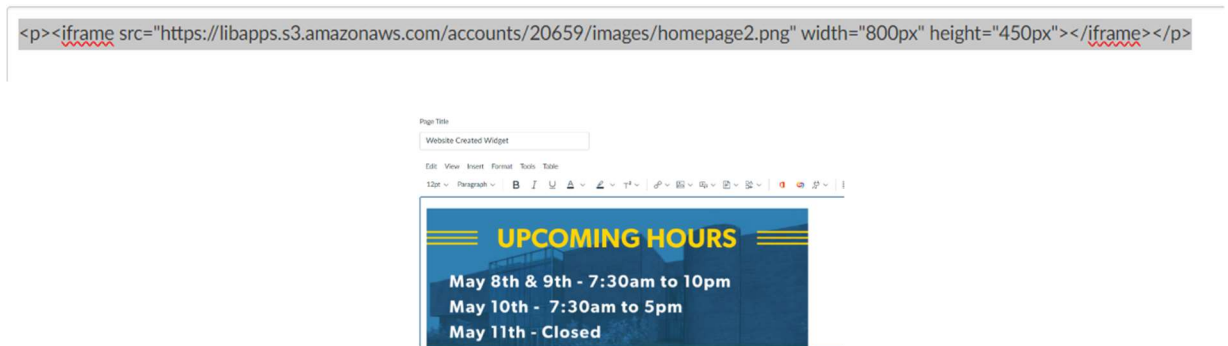 <p><iframe src="https://libapps.s3.amazonaws.com/accounts/20659/images/homepage2.png" width="800px" height="450px"></iframe></p>
Page Title
Website Created Widget
Edit View Insert Format Tools Table
12pt Paragraph B I U A T²
UPCOMING HOURS
May 8th & 9th - 7:30am to 10pm
May 10th - 7:30am to 5pm
May 11th - Closed